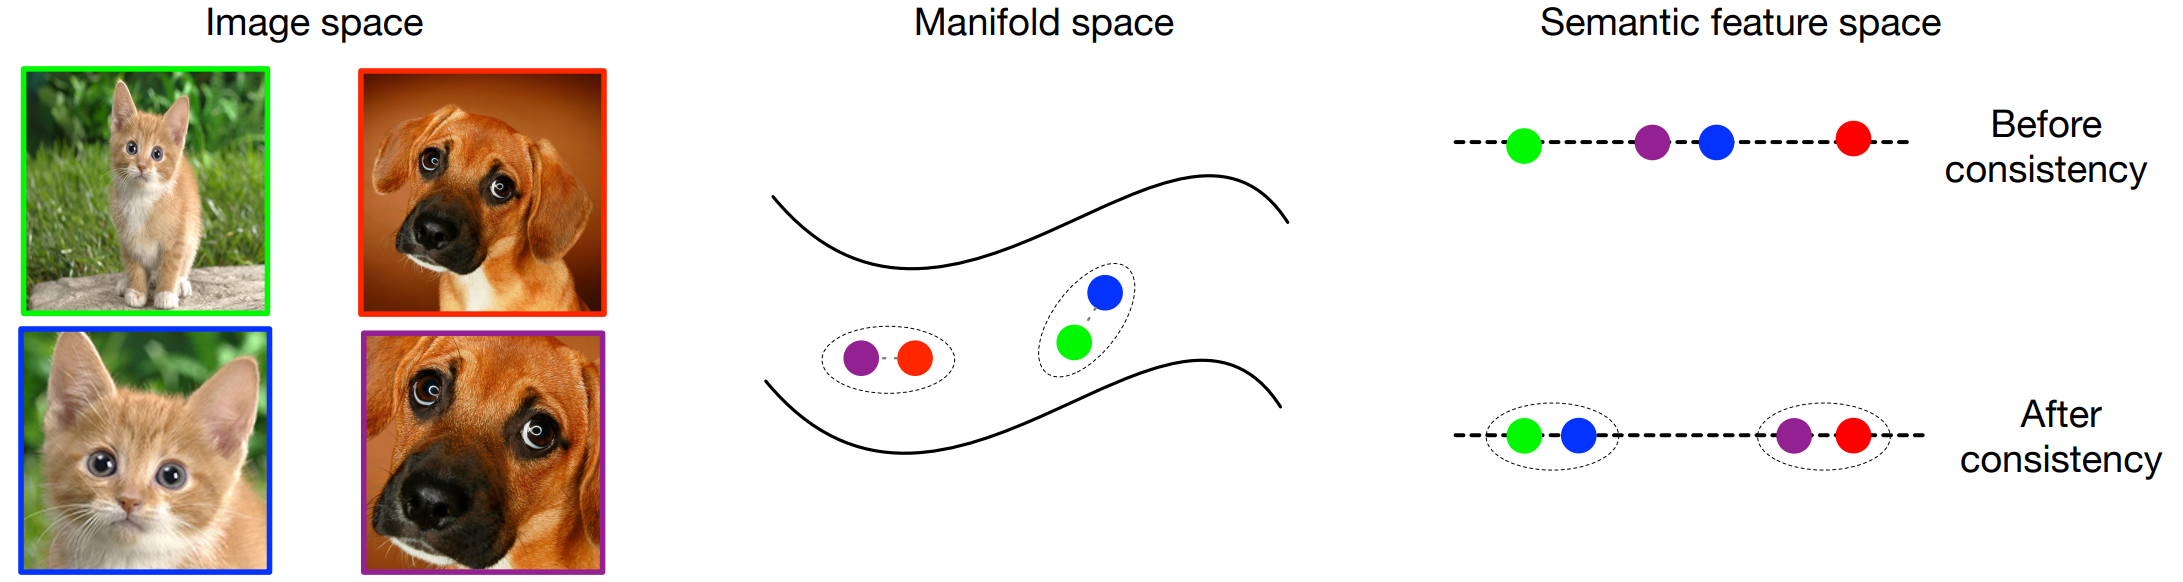 Image space
Manifold space
Semantic feature space
Before
consistency
After
consistency